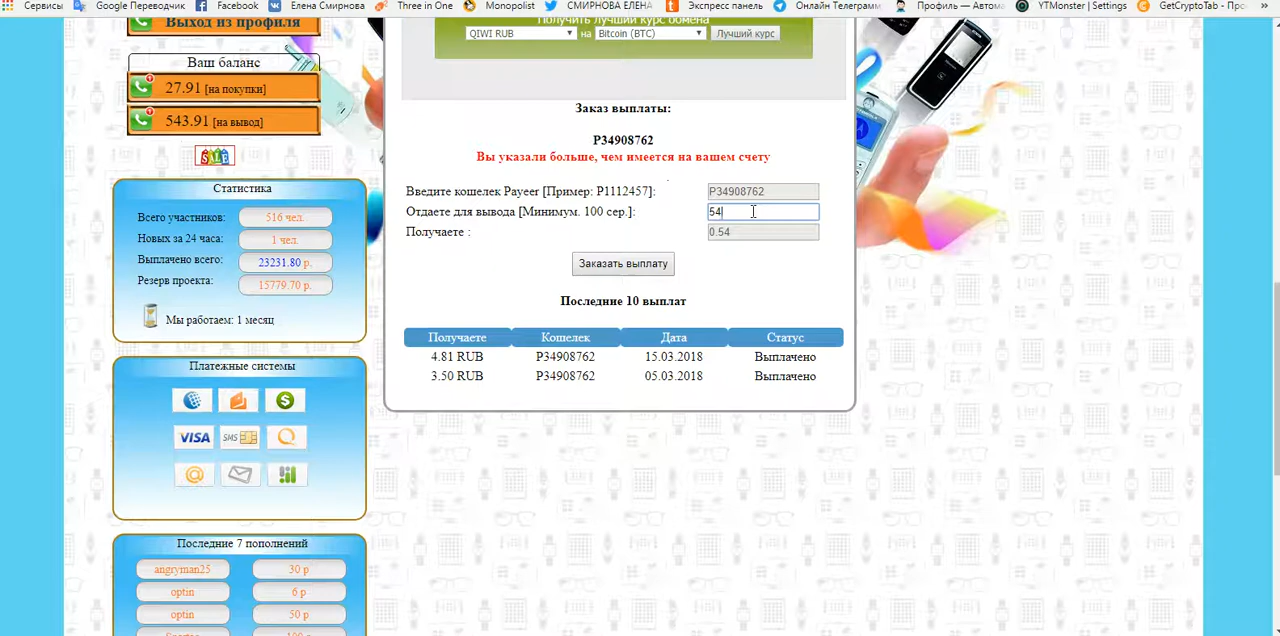 Сервисы Google Переводчик Facebook Елена Смирнова Three in One Monopolist СМИРНОВА ЕЛЕНА Экспресс панель Онлайн Телеграмм Профиль — Автома YTMonster | Settings GetCryptoTab - Прос »
Выход из профиля
Ваш баланс
27.91 [на покупки]
543.91 [на вывод]
SALE
Статистика
Всего участников: 516 чел.
Новых за 24 часа: 1 чел.
Выплачено всего: 23231.80 р.
Резерв проекта: 15779.70 р.
Мы работаем: 1 месяц
Платежные системы
VISA SMS
Последние 7 пополнений
angryman25 30 р
optin 6 р
optin 50 р
Получить лучший курс обмена
QIWI RUB на Bitcoin (BTC) Лучший курс
Заказ выплаты:
P34908762
Вы указали больше, чем имеется на вашем счету
Введите кошелек Payeer [Пример: P1112457]: P34908762
Отдаете для вывода [Минимум. 100 сер.]: 54
Получаете : 0.54
Заказать выплату
Последние 10 выплат
Получаете Кошелек Дата Статус
4.81 RUB P34908762 15.03.2018 Выплачено
3.50 RUB P34908762 05.03.2018 Выплачено